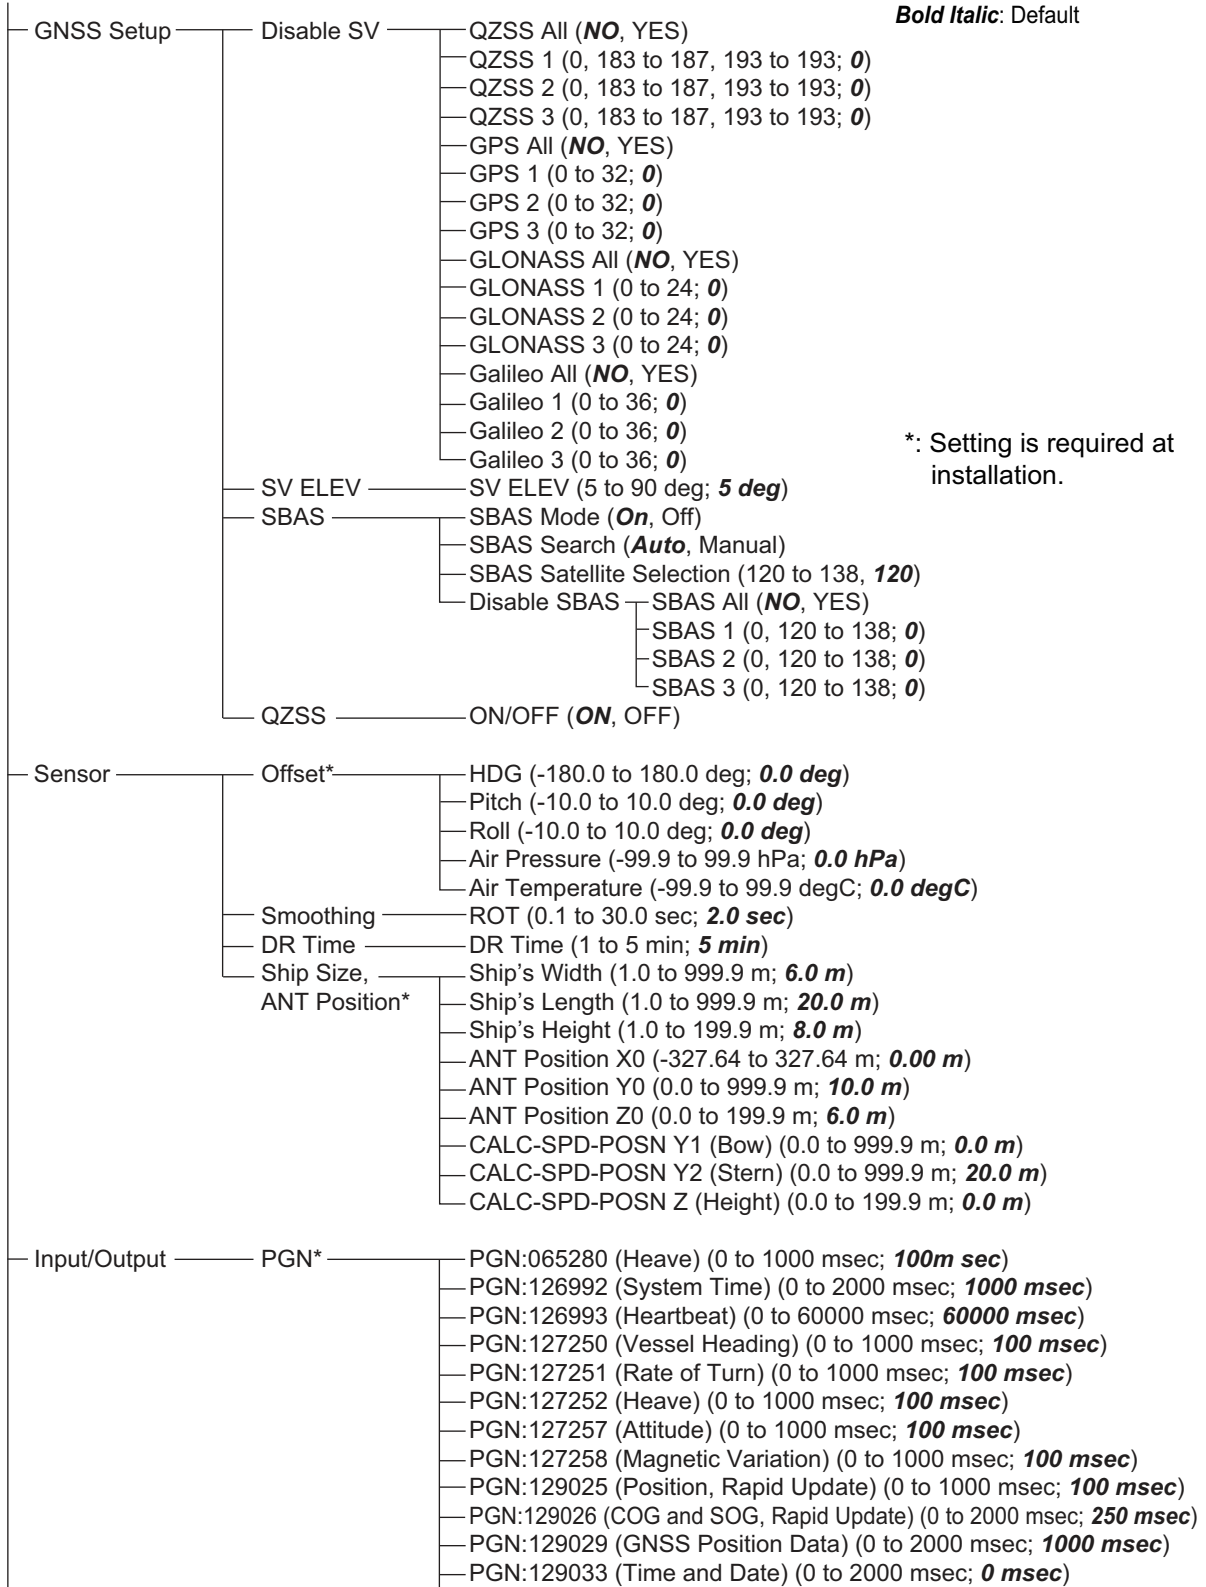 Bold Italic: Default
GNSS Setup Disable SV QZSS All (NO, YES)
QZSS 1 (0, 183 to 187, 193 to 193; 0)
QZSS 2 (0, 183 to 187, 193 to 193; 0)
QZSS 3 (0, 183 to 187, 193 to 193; 0)
GPS All (NO, YES)
GPS 1 (0 to 32; 0)
GPS 2 (0 to 32; 0)
GPS 3 (0 to 32; 0)
GLONASS All (NO, YES)
GLONASS 1 (0 to 24; 0)
GLONASS 2 (0 to 24; 0)
GLONASS 3 (0 to 24; 0)
Galileo All (NO, YES)
Galileo 1 (0 to 36; 0)
Galileo 2 (0 to 36; 0)
Galileo 3 (0 to 36; 0)
*: Setting is required at
installation.
SV ELEV SV ELEV (5 to 90 deg; 5 deg)
SBAS SBAS Mode (On, Off)
SBAS Search (Auto, Manual)
SBAS Satellite Selection (120 to 138, 120)
Disable SBAS SBAS All (NO, YES)
SBAS 1 (0, 120 to 138; 0)
SBAS 2 (0, 120 to 138; 0)
SBAS 3 (0, 120 to 138; 0)
QZSS ON/OFF (ON, OFF)
Sensor Offset* HDG (-180.0 to 180.0 deg; 0.0 deg)
Pitch (-10.0 to 10.0 deg; 0.0 deg)
Roll (-10.0 to 10.0 deg; 0.0 deg)
Air Pressure (-99.9 to 99.9 hPa; 0.0 hPa)
Air Temperature (-99.9 to 99.9 degC; 0.0 degC)
Smoothing ROT (0.1 to 30.0 sec; 2.0 sec)
DR Time DR Time (1 to 5 min; 5 min)
Ship Size, Ship's Width (1.0 to 999.9 m; 6.0 m)
ANT Position* Ship's Length (1.0 to 999.9 m; 20.0 m)
Ship's Height (1.0 to 199.9 m; 8.0 m)
ANT Position X0 (-327.64 to 327.64 m; 0.00 m)
ANT Position Y0 (0.0 to 999.9 m; 10.0 m)
ANT Position Z0 (0.0 to 199.9 m; 6.0 m)
CALC-SPD-POSN Y1 (Bow) (0.0 to 999.9 m; 0.0 m)
CALC-SPD-POSN Y2 (Stern) (0.0 to 999.9 m; 20.0 m)
CALC-SPD-POSN Z (Height) (0.0 to 199.9 m; 0.0 m)
Input/Output PGN* PGN:065280 (Heave) (0 to 1000 msec; 100m sec)
PGN:126992 (System Time) (0 to 2000 msec; 1000 msec)
PGN:126993 (Heartbeat) (0 to 60000 msec; 60000 msec)
PGN:127250 (Vessel Heading) (0 to 1000 msec; 100 msec)
PGN:127251 (Rate of Turn) (0 to 1000 msec; 100 msec)
PGN:127252 (Heave) (0 to 1000 msec; 100 msec)
PGN:127257 (Attitude) (0 to 1000 msec; 100 msec)
PGN:127258 (Magnetic Variation) (0 to 1000 msec; 100 msec)
PGN:129025 (Position, Rapid Update) (0 to 1000 msec; 100 msec)
PGN:129026 (COG and SOG, Rapid Update) (0 to 2000 msec; 250 msec)
PGN:129029 (GNSS Position Data) (0 to 2000 msec; 1000 msec)
PGN:129033 (Time and Date) (0 to 2000 msec; 0 msec)